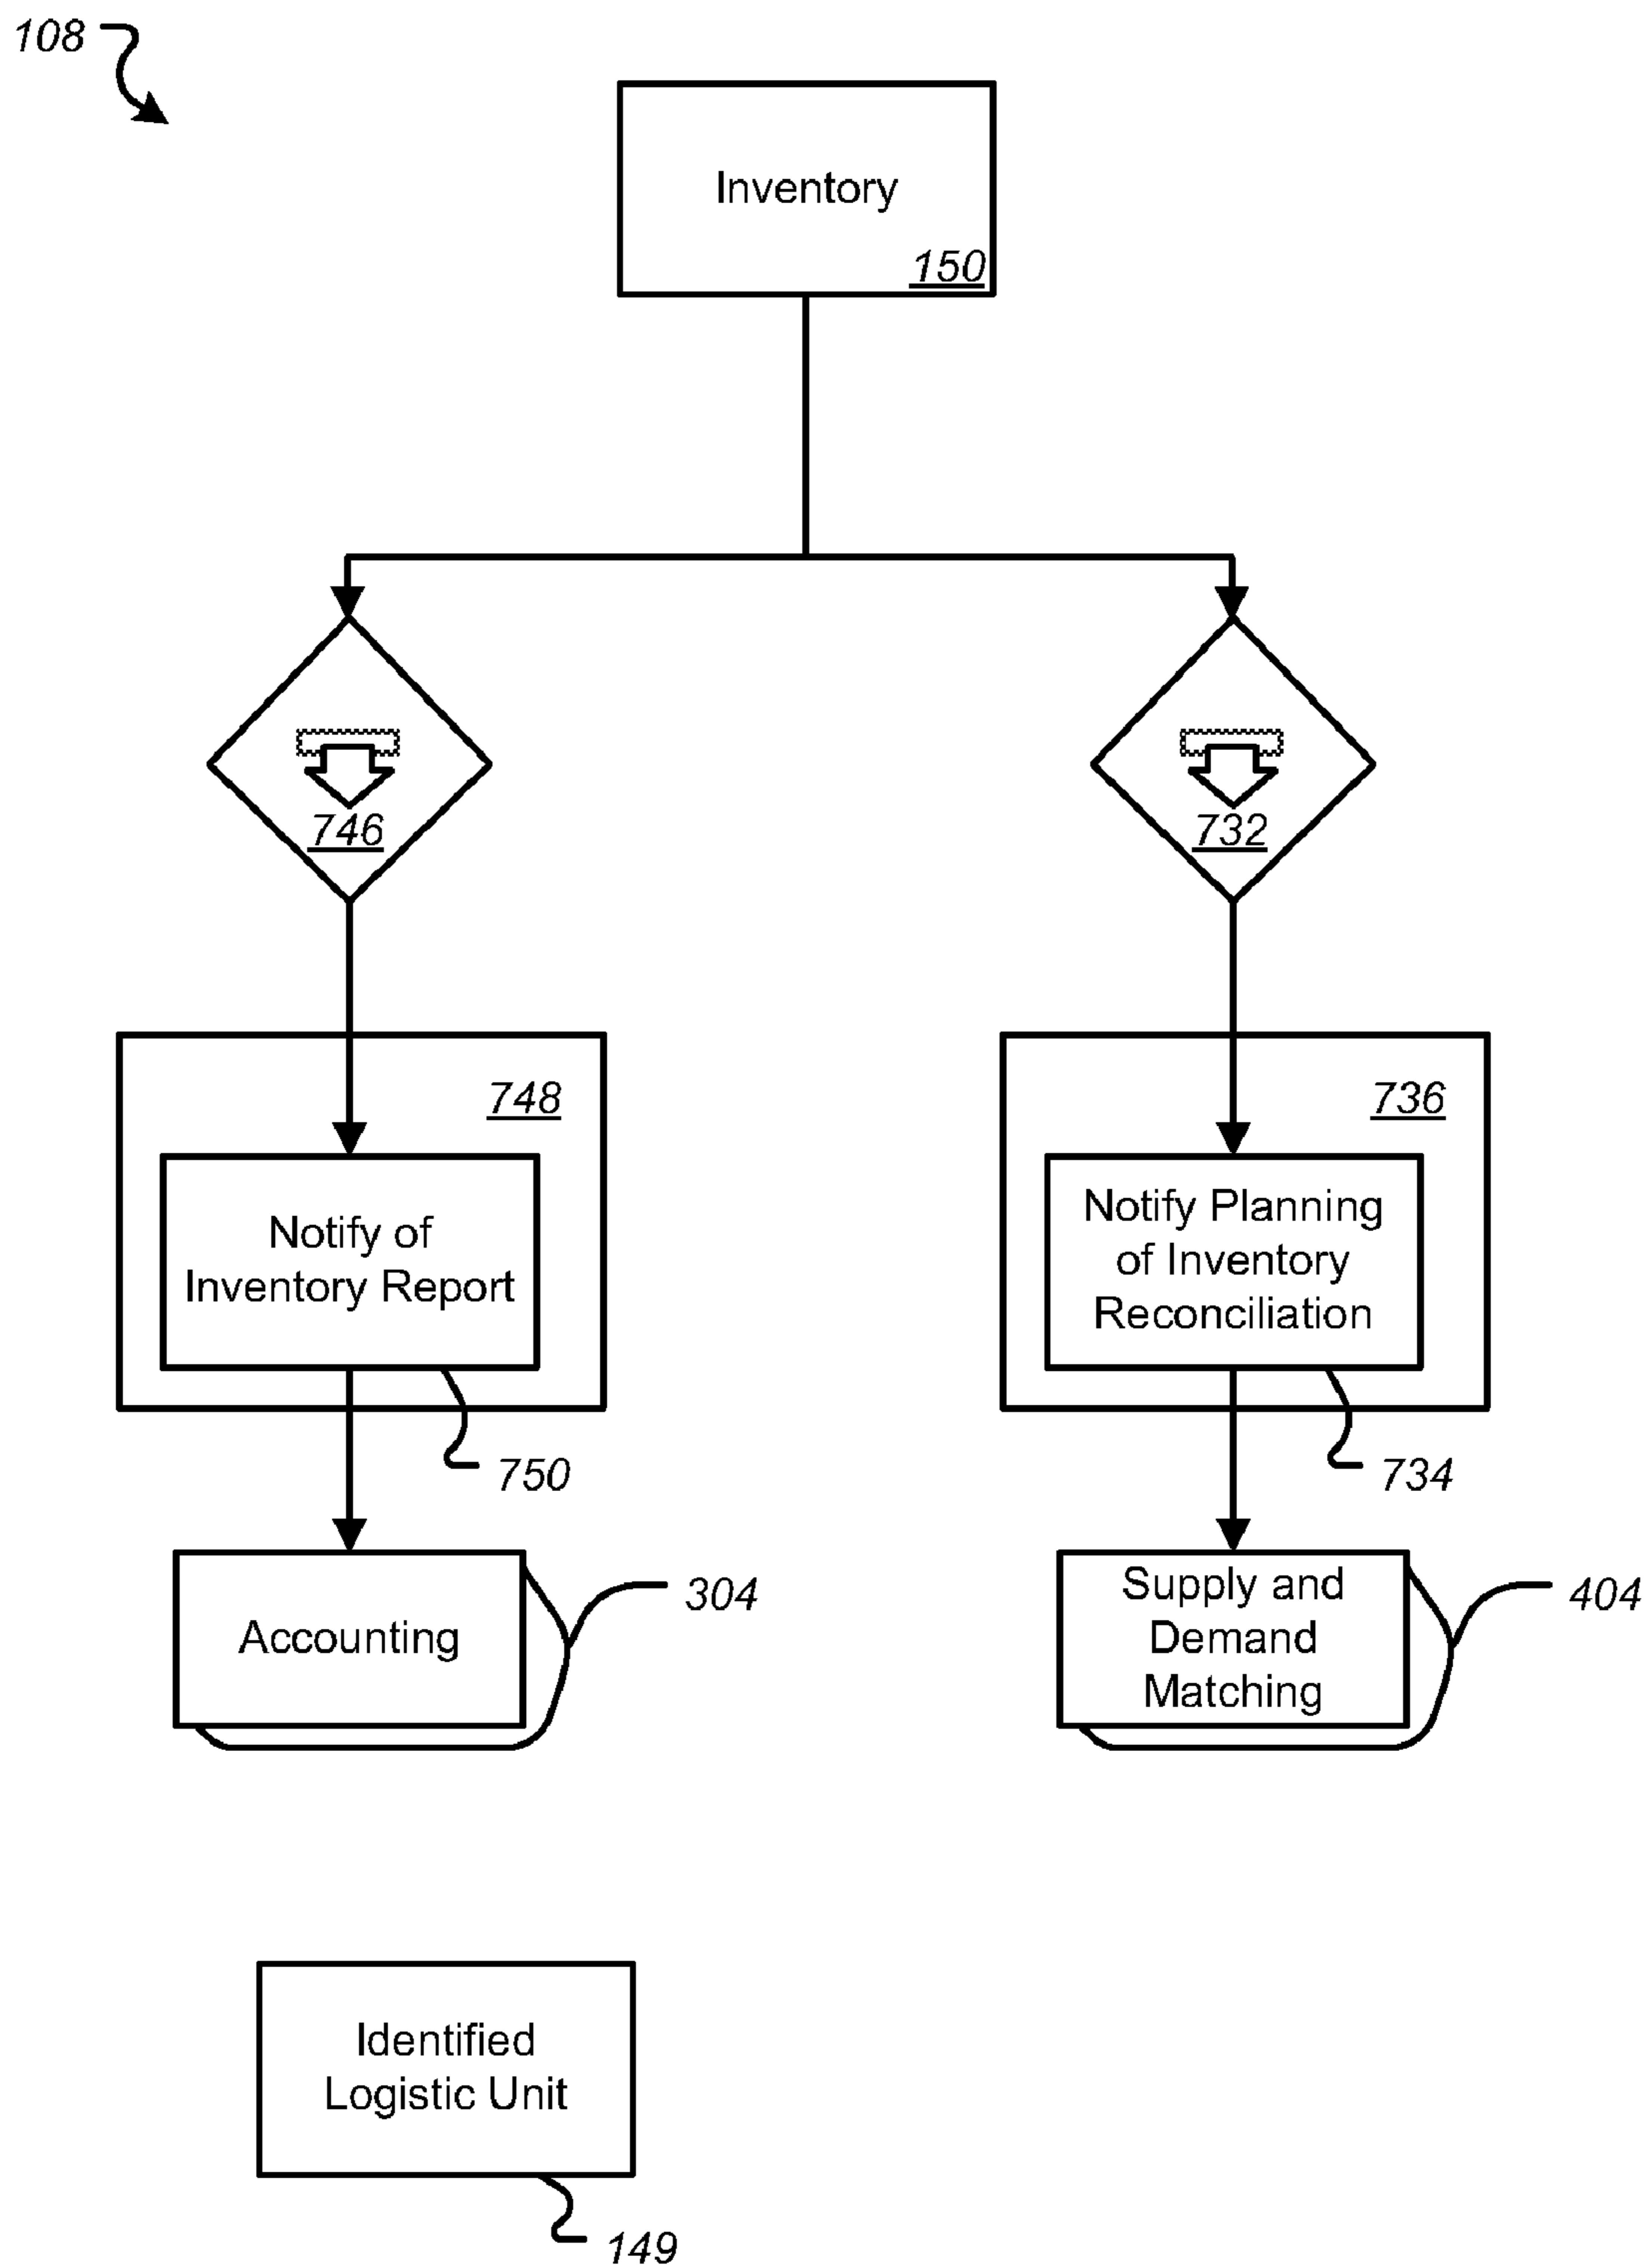 108
Inventory
150
746
732
748
736
Notify of
Inventory Report
Notify Planning
of Inventory
Reconciliation
750
734
304
404
Accounting
Supply and
Demand
Matching
Identified
Logistic Unit
149